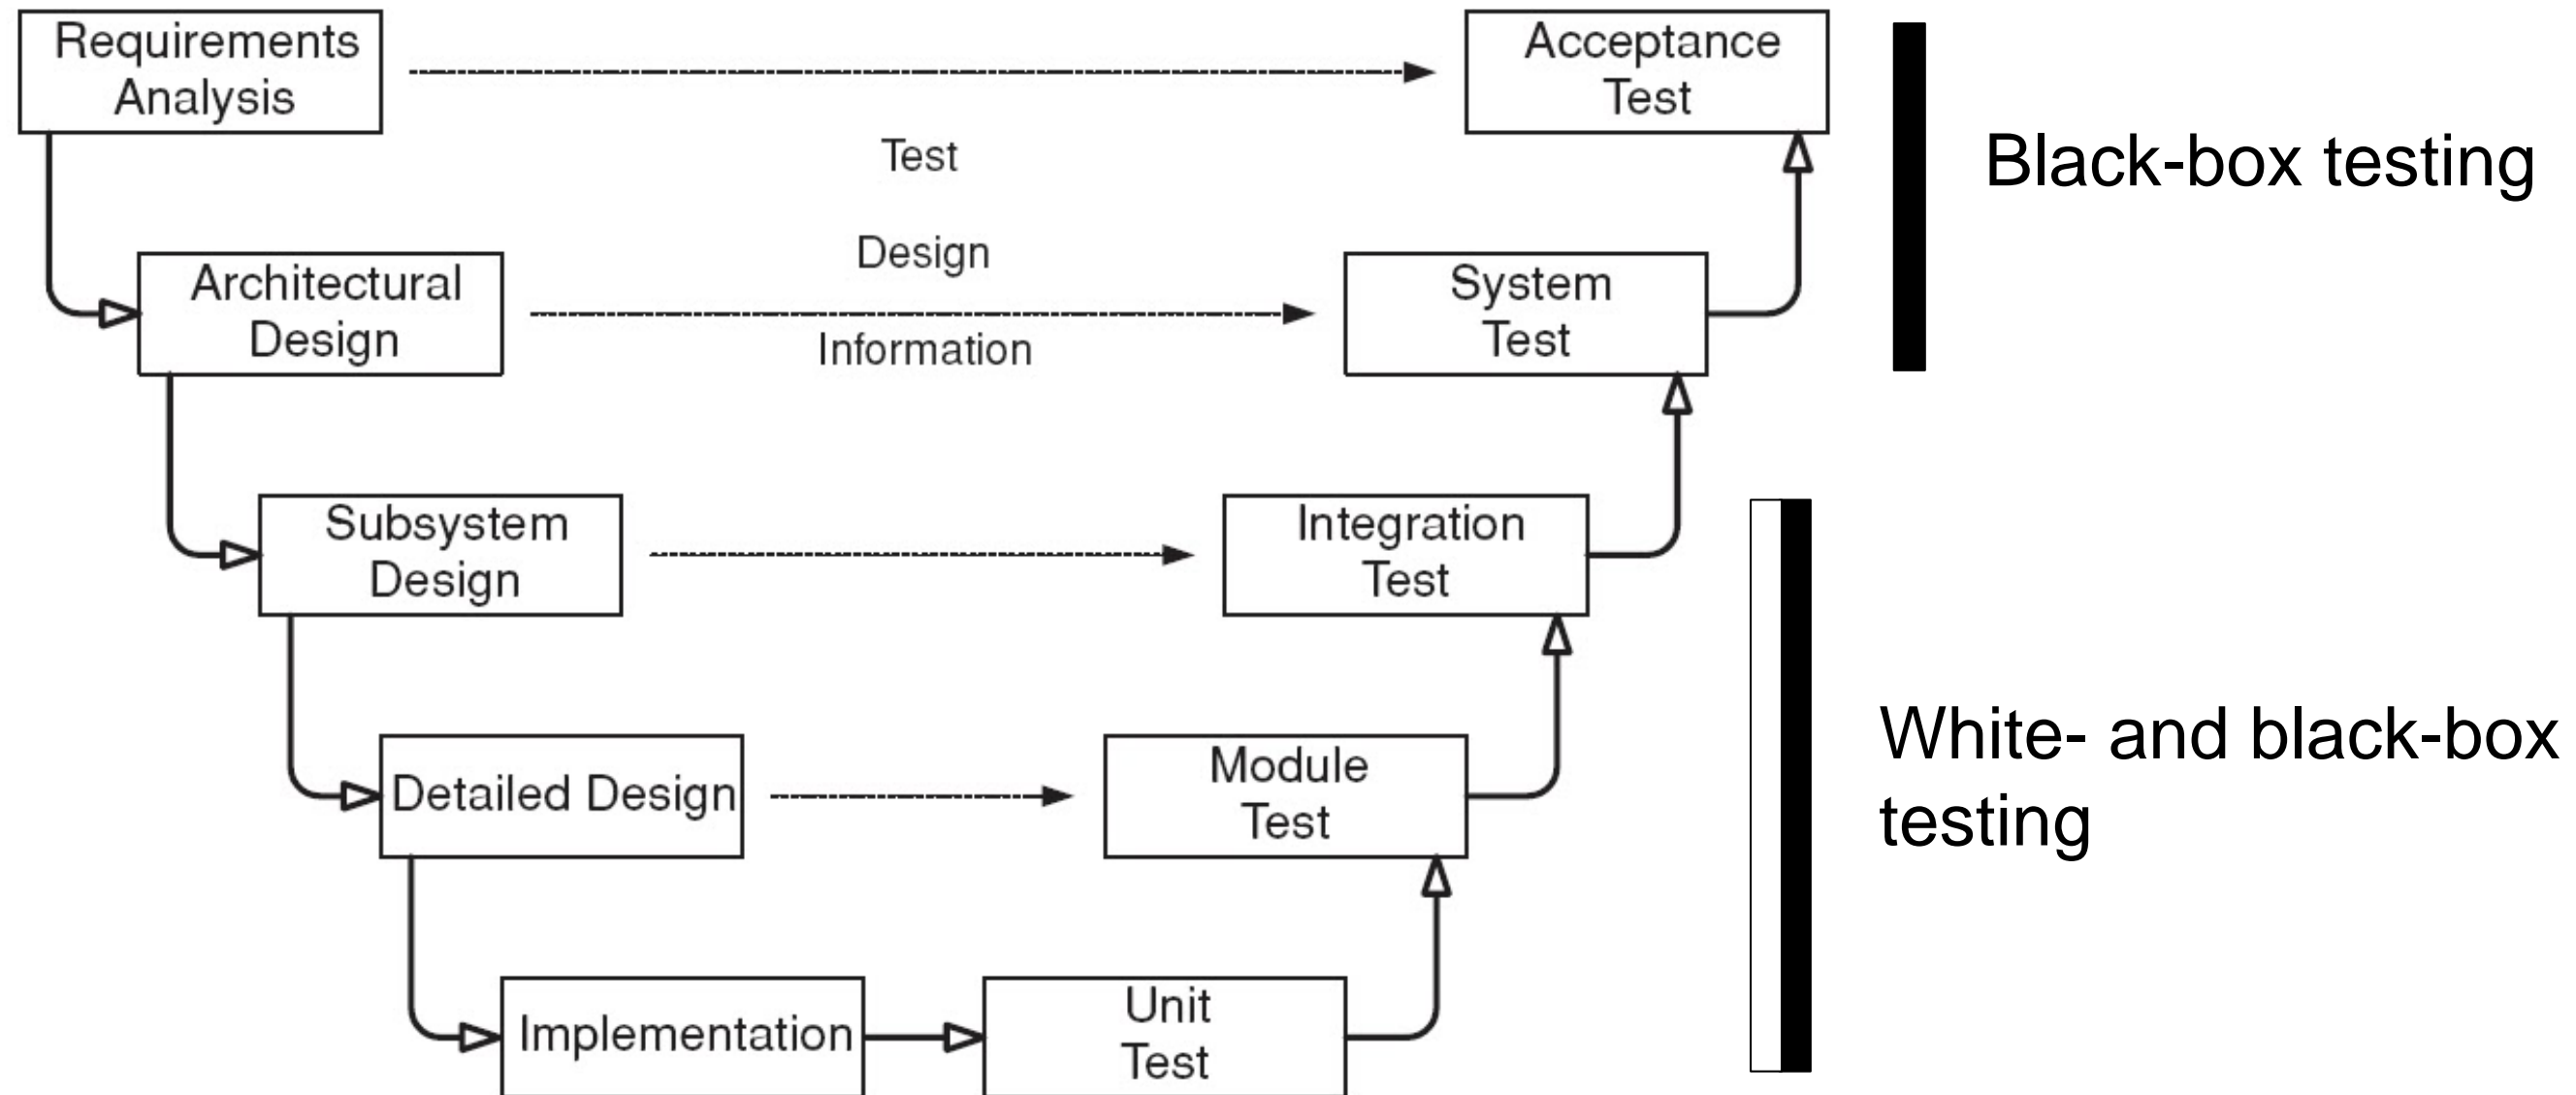 Requirements
Analysis
Acceptance
Test
Black-box testing
Test
Design
Information
Architectural
Design
System
Test
Subsystem
Design
Integration
Test
White- and black-box
testing
Detailed Design
Module
Test
Implementation
Unit
Test